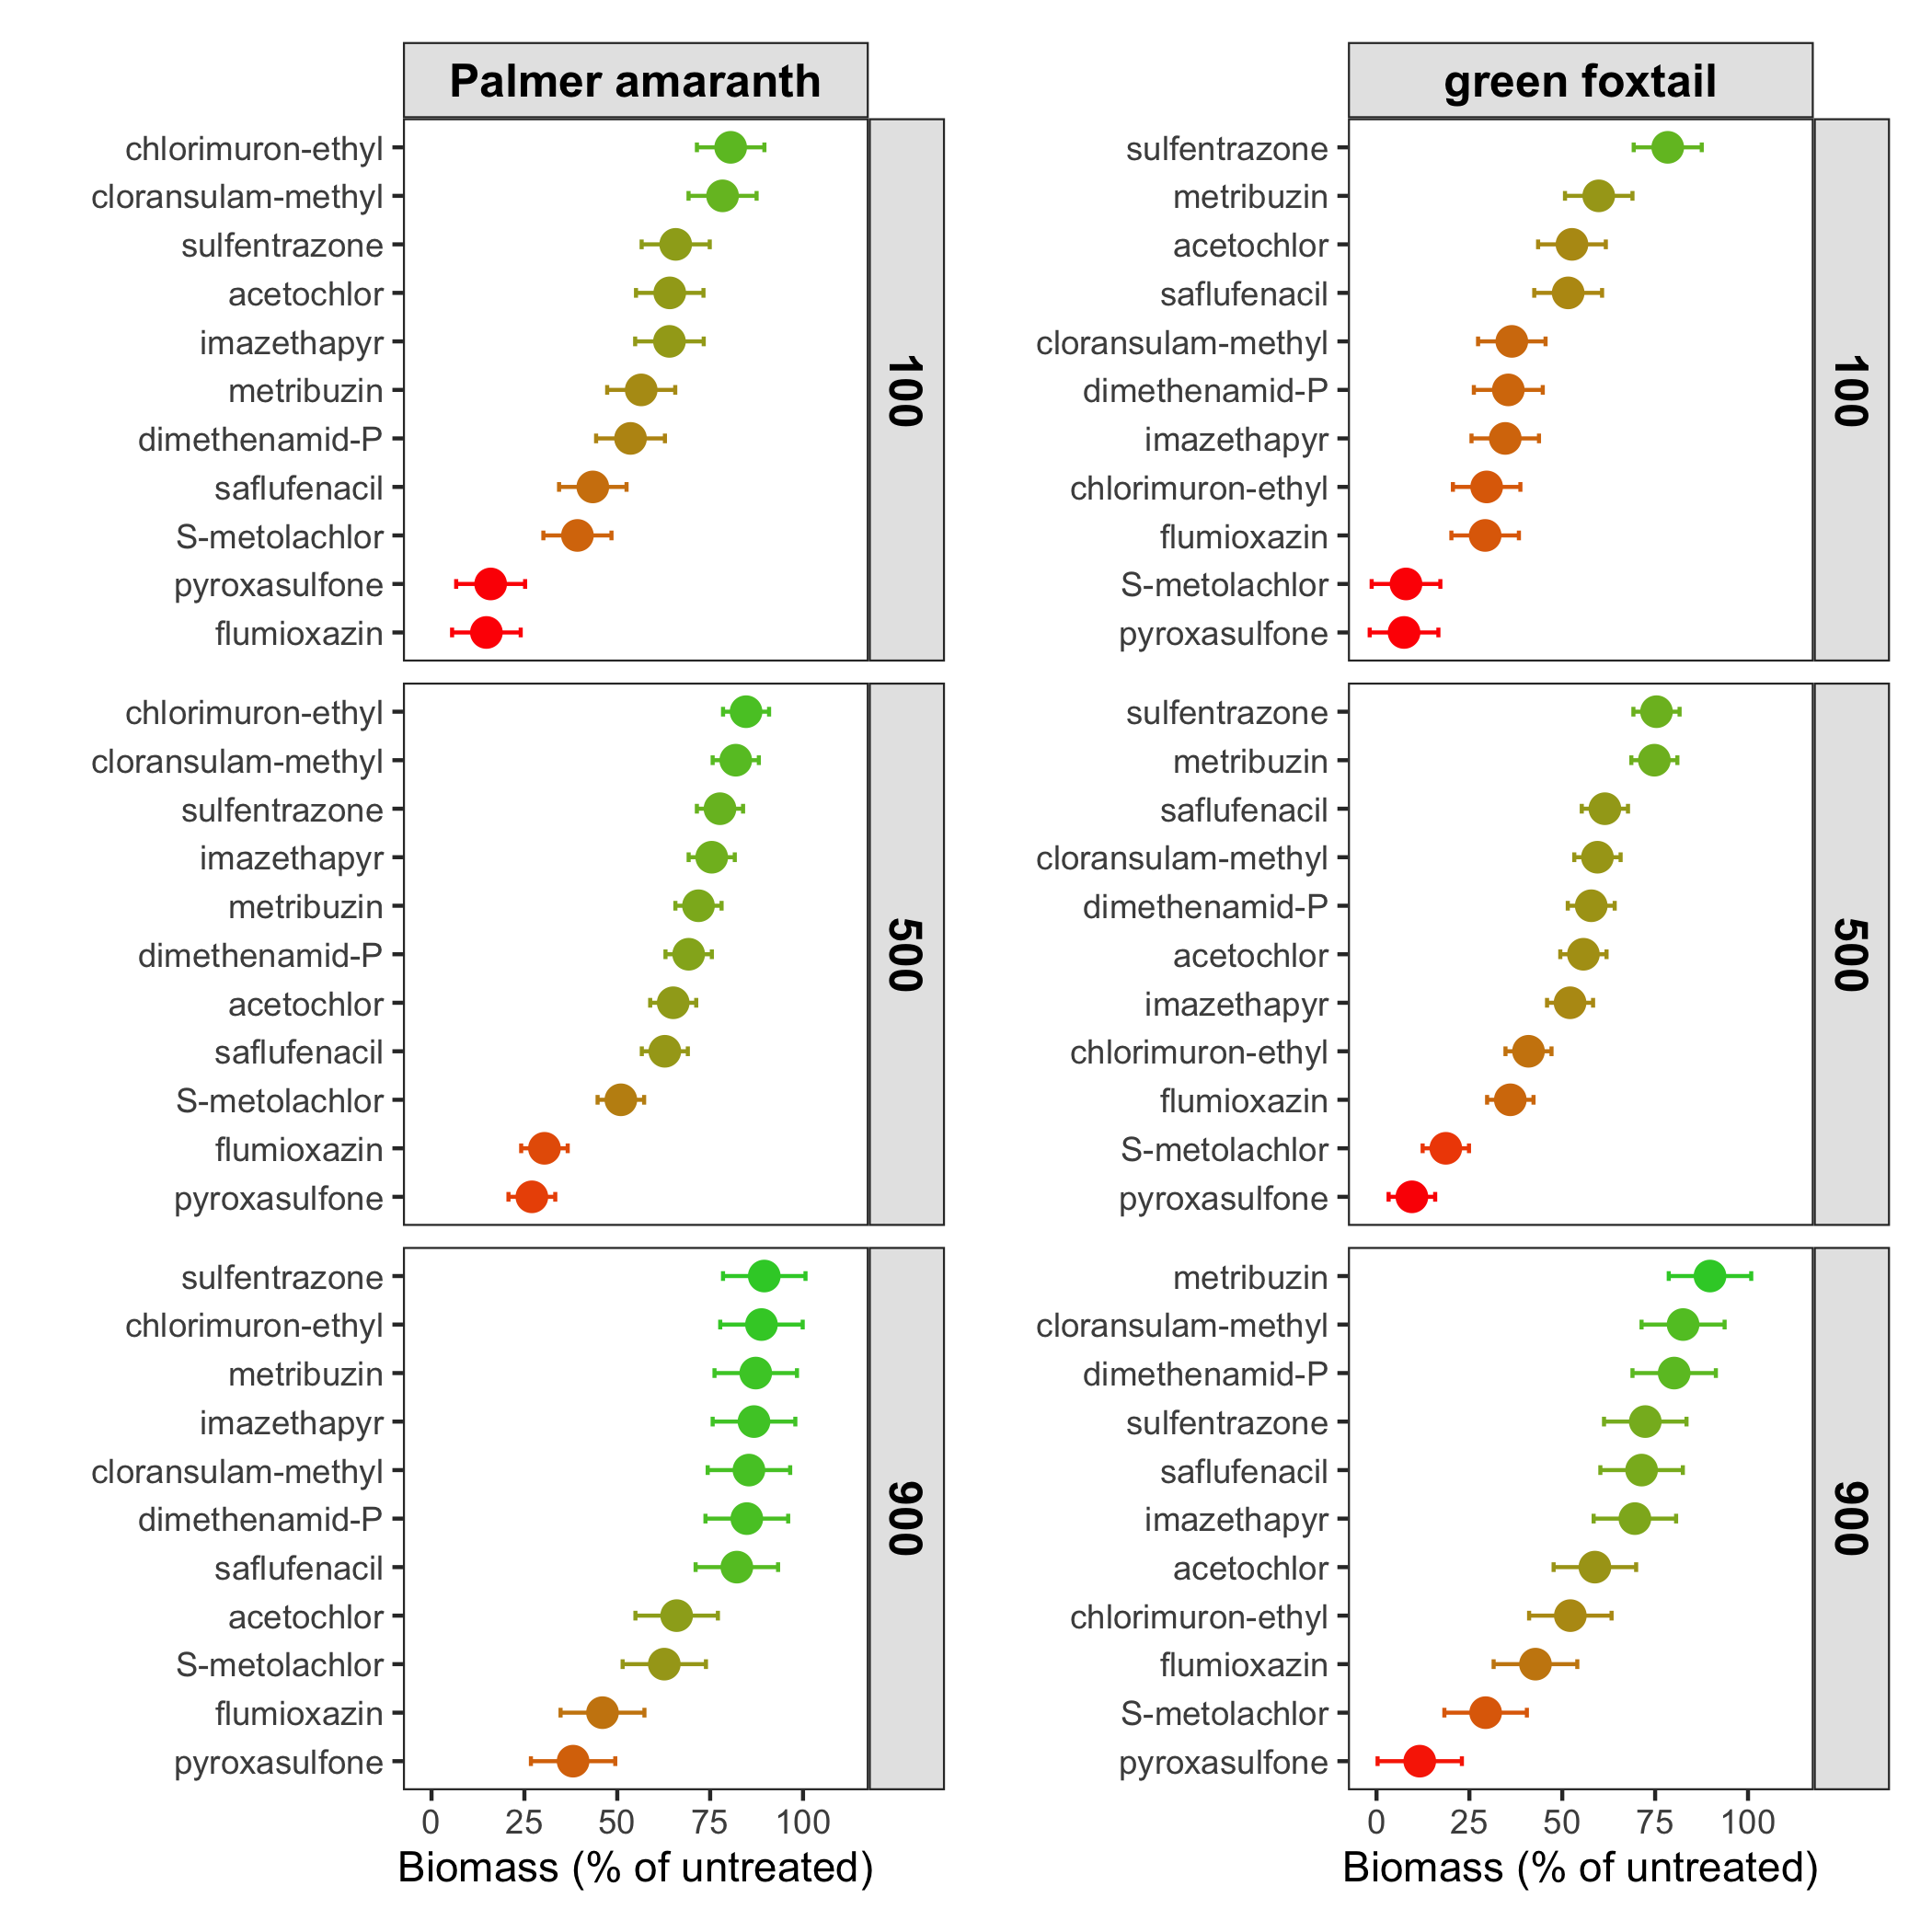 Palmer amaranth
chlorimuron-ethyl
cloransulam-methyl
sulfentrazone
acetochlor
imazethapyr
metribuzin
dimethenamid-P
saflufenacil
S-metolachlor
pyroxasulfone
flumioxazin
100
chlorimuron-ethyl
cloransulam-methyl
sulfentrazone
imazethapyr
metribuzin
dimethenamid-P
acetochlor
saflufenacil
S-metolachlor
flumioxazin
pyroxasulfone
500
sulfentrazone
chlorimuron-ethyl
metribuzin
imazethapyr
cloransulam-methyl
dimethenamid-P
saflufenacil
acetochlor
S-metolachlor
flumioxazin
pyroxasulfone
900
0 25 50 75 100
Biomass (% of untreated)
green foxtail
sulfentrazone
metribuzin
acetochlor
saflufenacil
cloransulam-methyl
dimethenamid-P
imazethapyr
chlorimuron-ethyl
flumioxazin
S-metolachlor
pyroxasulfone
100
sulfentrazone
metribuzin
saflufenacil
cloransulam-methyl
dimethenamid-P
acetochlor
imazethapyr
chlorimuron-ethyl
flumioxazin
S-metolachlor
pyroxasulfone
500
metribuzin
cloransulam-methyl
dimethenamid-P
sulfentrazone
saflufenacil
imazethapyr
acetochlor
chlorimuron-ethyl
flumioxazin
S-metolachlor
pyroxasulfone
900
0 25 50 75 100
Biomass (% of untreated)